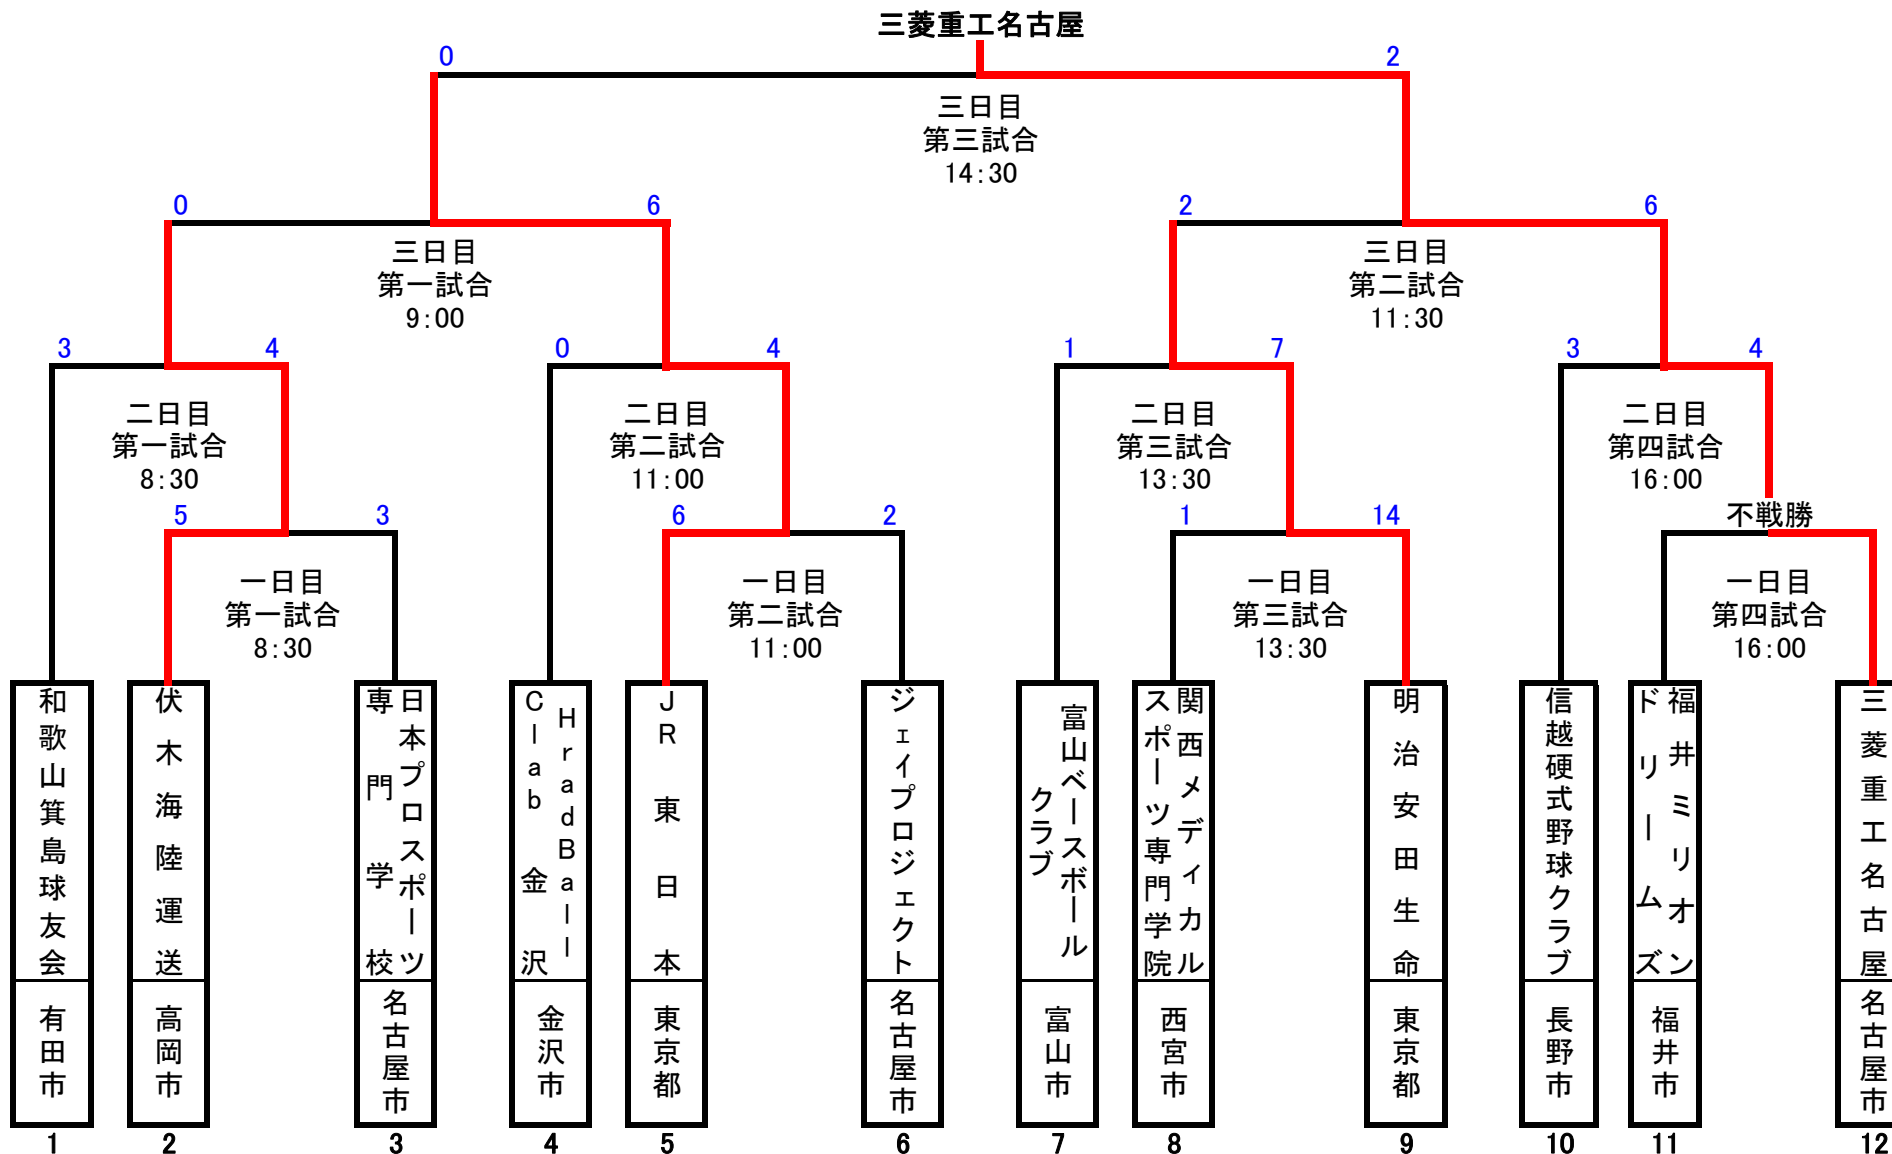 三菱重工名古屋
0
2
三日目
第三試合
14:30
0
6
2
6
三日目
第一試合
9:00
三日目
第二試合
11:30
3
4
0
4
1
7
3
4
二日目
第一試合
8:30
二日目
第二試合
11:00
二日目
第三試合
13:30
二日目
第四試合
16:00
5
3
6
2
1
14
不戦勝
一日目
第一試合
8:30
一日目
第二試合
11:00
一日目
第三試合
13:30
一日目
第四試合
16:00
和歌山箕島球友会
有田市
1
伏木海陸運送
高岡市
2
日本プロスポーツ
専門学校
名古屋市
3
HradBall
Clab金沢
金沢市
4
JR東日本
東京都
5
ジェイプロジェクト
名古屋市
6
富山ベースボール
クラブ
富山市
7
関西メディカル
スポーツ専門学院
西宮市
8
明治安田生命
東京都
9
信越硬式野球クラブ
長野市
10
福井ミリオン
ドリームズ
福井市
11
三菱重工名古屋
名古屋市
12